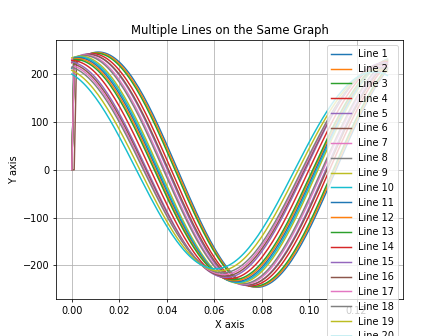 Multiple Lines on the Same Graph
Y axis
200
100
0
−100
−200
0.00
0.02
0.04
0.06
0.08
0.10
X axis
Line 1
Line 2
Line 3
Line 4
Line 5
Line 6
Line 7
Line 8
Line 9
Line 10
Line 11
Line 12
Line 13
Line 14
Line 15
Line 16
Line 17
Line 18
Line 19
Line 20